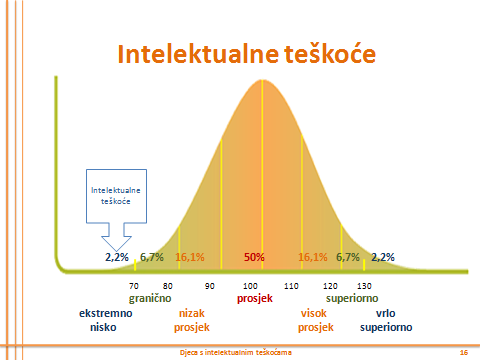 Intelektualne teškoće
Intelektualne
teškoće
2,2% 6,7% 16,1% 50% 16,1% 6,7% 2,2%
70 80 90 100 110 120 130
granično prosjek superiorno
ekstremno nizak visok vrlo
nisko prosjek prosjek superiorno
Djeca s intelektualnim teškoćama 16